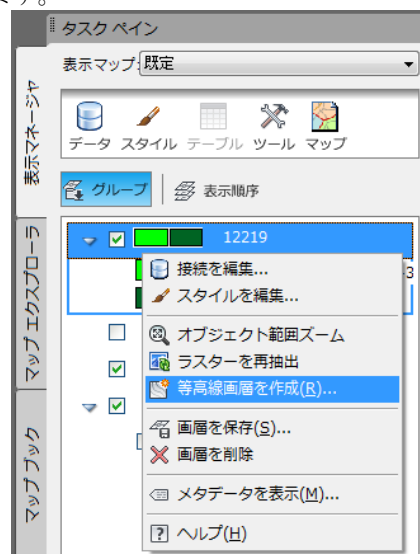 す。
タスク ペイン
表示マップ: 既定
データ スタイル テーブル ツール マップ
グループ 表示順序
12219
3
接続を編集...
スタイルを編集...
オブジェクト範囲ズーム
ラスターを再抽出
等高線画層を作成(R)...
画層を保存(S)...
画層を削除
メタデータを表示(M)...
ヘルプ(H)
表示マネージャ
マップ エクスプローラ
マップ ブック